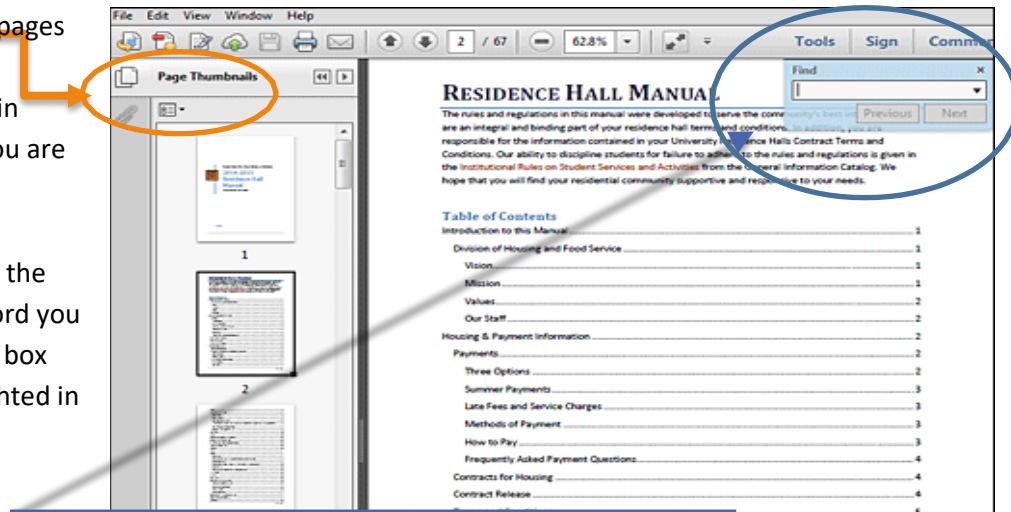 pages
in
ou are
the
ord you
box
hted in
File Edit View Window Help
2 / 67 62.8% Tools Sign Commen
Page Thumbnails
1
2
Find
Previous Next
RESIDENCE HALL MANUAL
The rules and regulations in this manual were developed to serve the community's best
are an integral and binding part of your residence hall terms and conditions. In addition, you are
responsible for the information contained in your University Residence Halls Contract Terms and
Conditions. Our ability to discipline students for failure to adhere to the rules and regulations is given in
the Institutional Rules on Student Services and Activities from the General Information Catalog. We
hope that you will find your residential community supportive and responsive to your needs.
Table of Contents
Introduction to this Manual 1
Division of Housing and Food Service 1
Vision 1
Mission 1
Values 2
Our Staff 2
Housing & Payment Information 2
Payments 2
Three Options 2
Summer Payments 3
Late Fees and Service Charges 3
Methods of Payment 3
How to Pay 3
Frequently Asked Payment Questions 4
Contracts for Housing 4
Contract Release 4